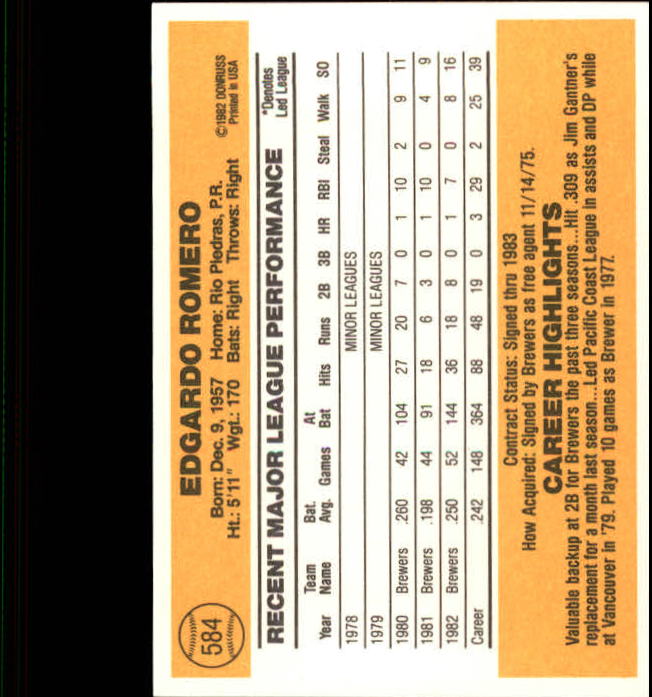 584
EDGARDO ROMERO
Born: Dec. 9, 1957 Home: Rio Piedras, P.R.
Ht.: 5'11" Wgt.: 170 Bats: Right Throws: Right
©1982 DONRUSS
Printed in USA
RECENT MAJOR LEAGUE PERFORMANCE
*Denotes
Led League
Year Team Name Bat. Avg. Games At Bat Hits Runs 2B 3B HR RBI Steal Walk SO
1978 MINOR LEAGUES
1979 MINOR LEAGUES
1980 Brewers .260 42 104 27 20 7 0 1 10 2 9 11
1981 Brewers .198 44 91 18 6 3 0 1 10 0 4 9
1982 Brewers .250 52 144 36 18 8 0 1 7 0 8 16
Career .242 148 364 88 48 19 0 3 29 2 25 39
Contract Status: Signed thru 1983
How Acquired: Signed by Brewers as free agent 11/14/75.
CAREER HIGHLIGHTS
Valuable backup at 2B for Brewers the past three seasons...Hit .309 as Jim Gantner's
replacement for a month last season...Led Pacific Coast League in assists and DP while
at Vancouver in '79. Played 10 games as Brewer in 1977.